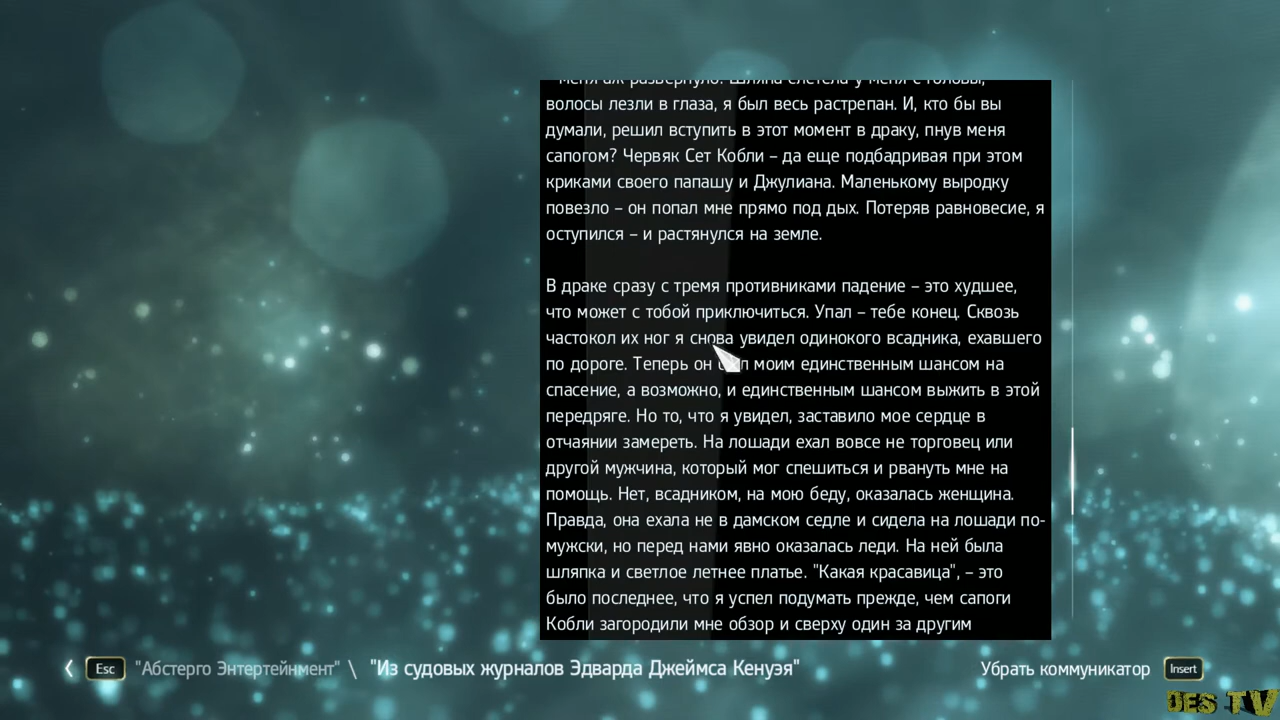 меня аж развернуло. Шляпа слетела у меня с головы,
волосы лезли в глаза, я был весь растрепан. И, кто бы вы
думали, решил вступить в этот момент в драку, пнув меня
сапогом? Червяк Сет Кобли – да еще подбадривая при этом
криками своего папашу и Джулиана. Маленькому выродку
повезло – он попал мне прямо под дых. Потеряв равновесие, я
оступился – и растянулся на земле.
В драке сразу с тремя противниками падение – это худшее,
что может с тобой приключиться. Упал – тебе конец. Сквозь
частокол их ног я снова увидел одинокого всадника, ехавшего
по дороге. Теперь он был моим единственным шансом на
спасение, а возможно, и единственным шансом выжить в этой
передряге. Но то, что я увидел, заставило мое сердце в
отчаянии замереть. На лошади ехал вовсе не торговец или
другой мужчина, который мог спешиться и рвануть мне на
помощь. Нет, всадником, на мою беду, оказалась женщина.
Правда, она ехала не в дамском седле и сидела на лошади по-
мужски, но перед нами явно оказалась леди. На ней была
шляпка и светлое летнее платье. "Какая красавица", – это
было последнее, что я успел подумать прежде, чем сапоги
Кобли загородили мне обзор и сверху один за другим
Esc "Абстерго Энтертейнмент" \ "Из судовых журналов Эдварда Джеймса Кенуэя" Убрать коммуникатор Insert
DES TV